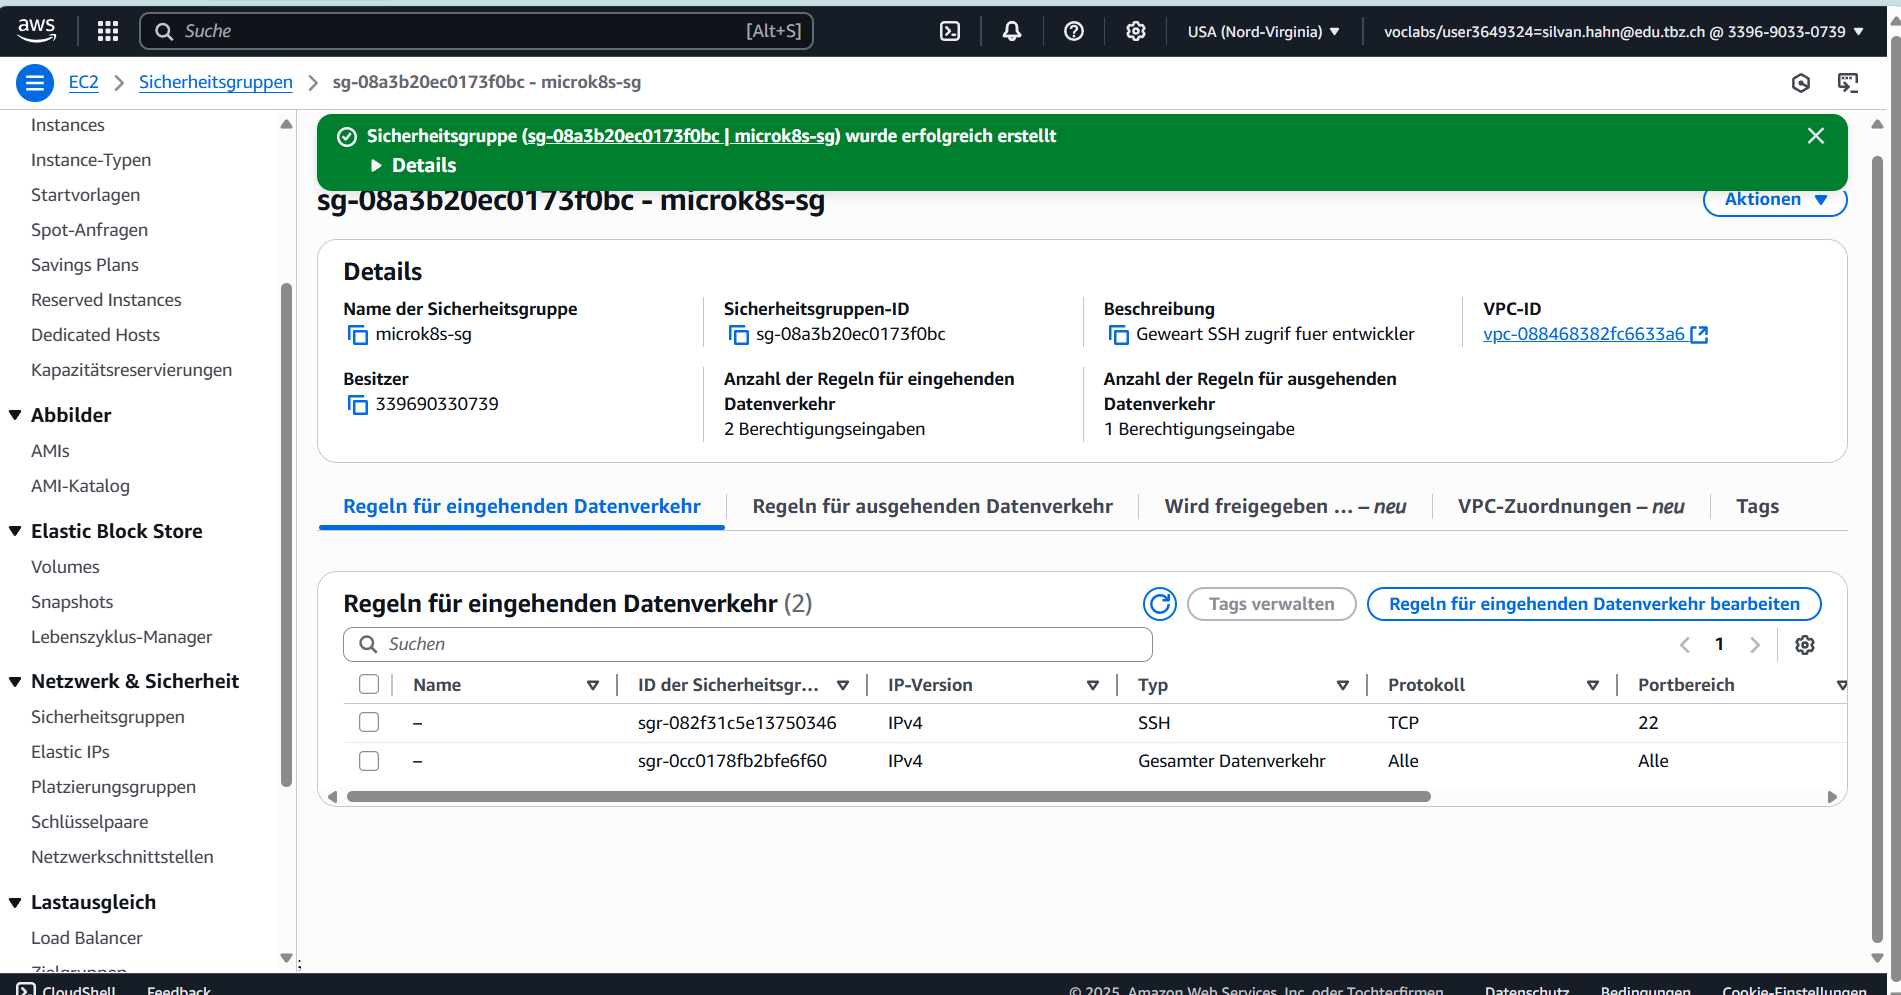 aws
Suche [Alt+S]
USA (Nord-Virginia)
voclabs/user3649324=silvan.hahn@edu.tbz.ch @ 3396-9033-0739
EC2 > Sicherheitsgruppen > sg-08a3b20ec0173f0bc - microk8s-sg
Instances
Instance-Typen
Startvorlagen
Spot-Anfragen
Savings Plans
Reserved Instances
Dedicated Hosts
Kapazitätsreservierungen
Abbilder
AMIs
AMI-Katalog
Elastic Block Store
Volumes
Snapshots
Lebenszyklus-Manager
Netzwerk & Sicherheit
Sicherheitsgruppen
Elastic IPs
Platzierungsgruppen
Schlüsselpaare
Netzwerkschnittstellen
Lastausgleich
Load Balancer
Zielgruppen
Sicherheitsgruppe (sg-08a3b20ec0173f0bc | microk8s-sg) wurde erfolgreich erstellt
Details
sg-08a3b20ec0173f0bc - microk8s-sg
Aktionen
Details
Name der Sicherheitsgruppe
microk8s-sg
Sicherheitsgruppen-ID
sg-08a3b20ec0173f0bc
Beschreibung
Geweart SSH zugrif fuer entwickler
VPC-ID
vpc-088468382fc6633a6
Besitzer
339690330739
Anzahl der Regeln für eingehenden
Datenverkehr
2 Berechtigungseingaben
Anzahl der Regeln für ausgehenden
Datenverkehr
1 Berechtigungseingabe
Regeln für eingehenden Datenverkehr
Regeln für ausgehenden Datenverkehr
Wird freigegeben ... – neu
VPC-Zuordnungen – neu
Tags
Regeln für eingehenden Datenverkehr (2)
Tags verwalten
Regeln für eingehenden Datenverkehr bearbeiten
Suchen
1
Name ID der Sicherheitsgr... IP-Version Typ Protokoll Portbereich
– sgr-082f31c5e13750346 IPv4 SSH TCP 22
– sgr-0cc0178fb2bfe6f60 IPv4 Gesamter Datenverkehr Alle Alle
;
CloudShell Feedback
© 2025, Amazon Web Services, Inc. oder Tochterfirmen. Datenschutz Bedingungen Cookie-Einstellungen